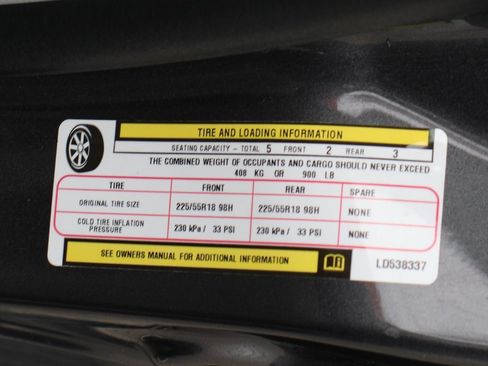 TIRE AND LOADING INFORMATION
SEATING CAPACITY - TOTAL 5 FRONT 2 REAR 3
THE COMBINED WEIGHT OF OCCUPANTS AND CARGO SHOULD NEVER EXCEED
408 KG OR 900 LB
TIRE FRONT REAR SPARE
ORIGINAL TIRE SIZE 225/55R18 98H 225/55R18 98H NONE
COLD TIRE INFLATION PRESSURE 230 kPa / 33 PSI 230 kPa / 33 PSI NONE
SEE OWNERS MANUAL FOR ADDITIONAL INFORMATION LD538337